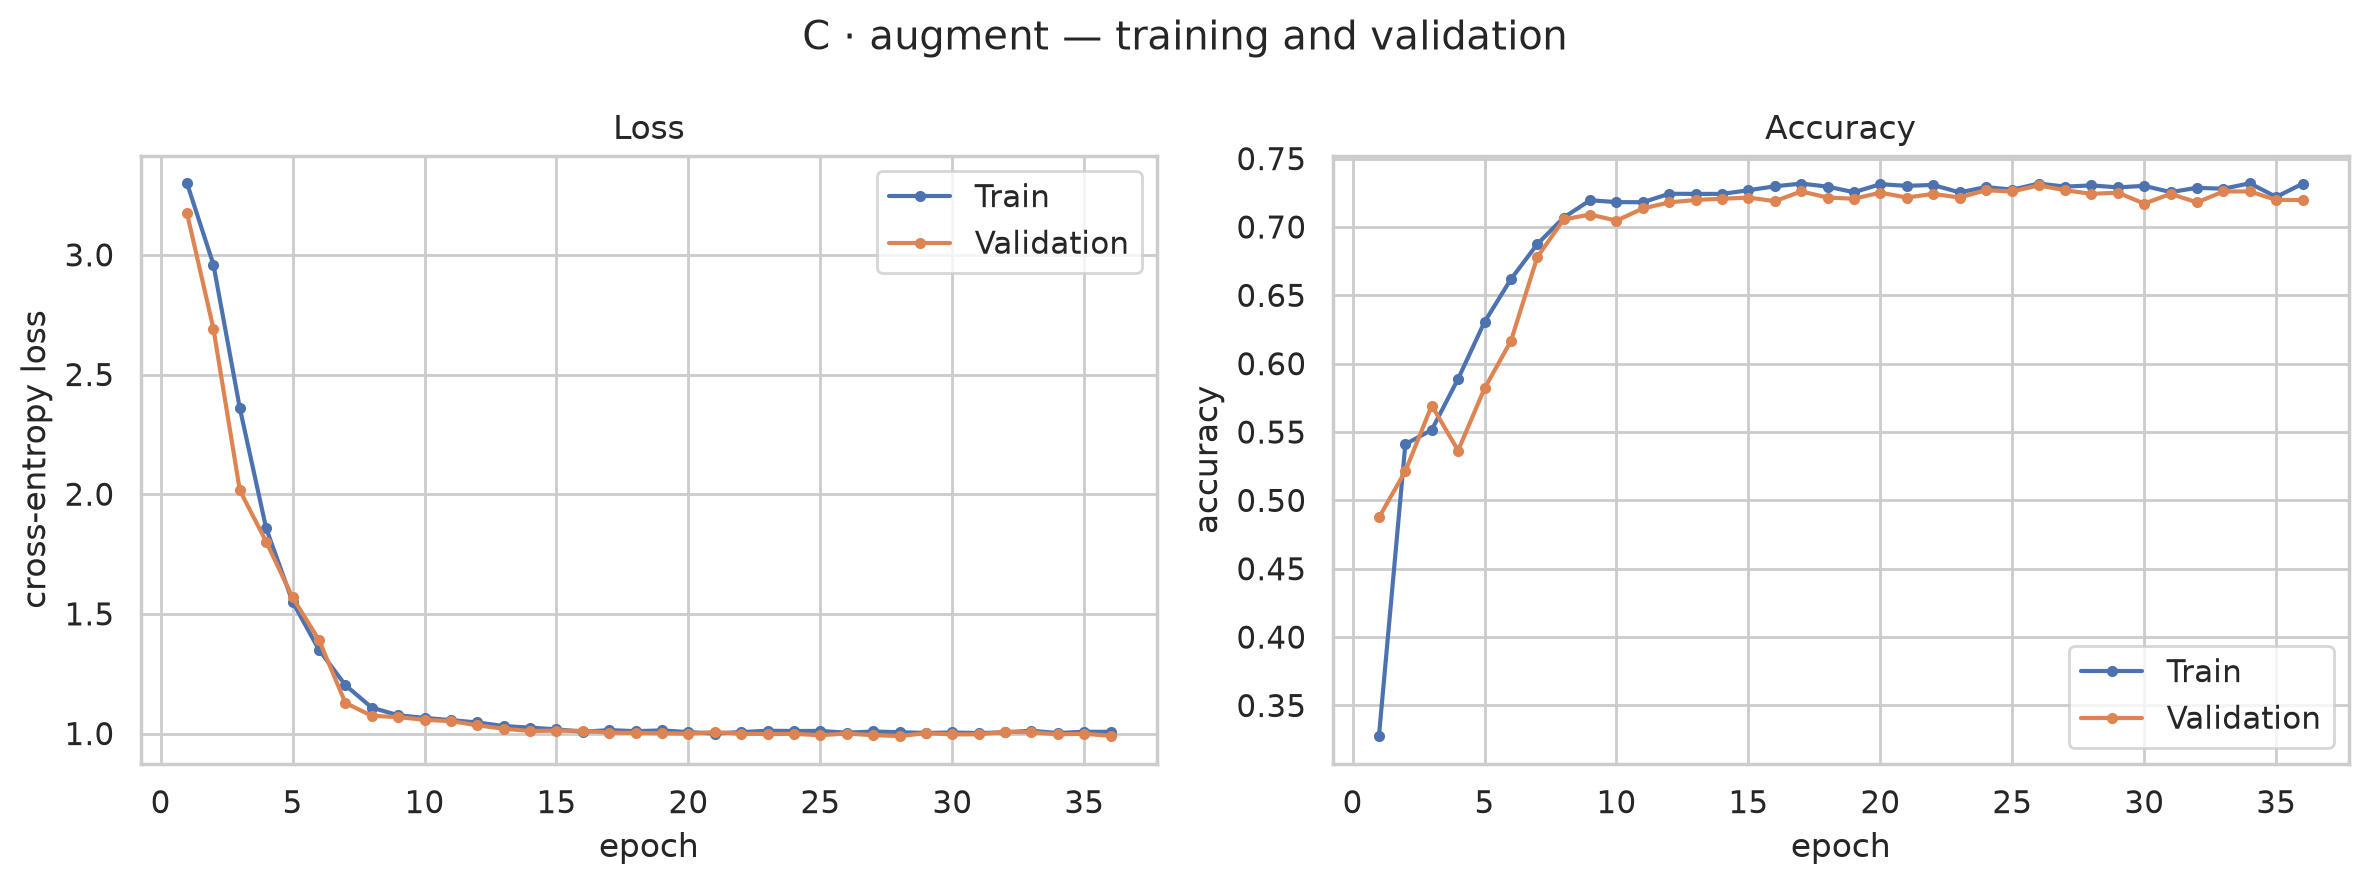 C · augment — training and validation
Loss
Train
Validation
3.0
2.5
2.0
1.5
1.0
cross-entropy loss
0
5
10
15
20
25
30
35
epoch
Accuracy
0.75
0.70
0.65
0.60
0.55
0.50
0.45
0.40
0.35
accuracy
Train
Validation
0
5
10
15
20
25
30
35
epoch